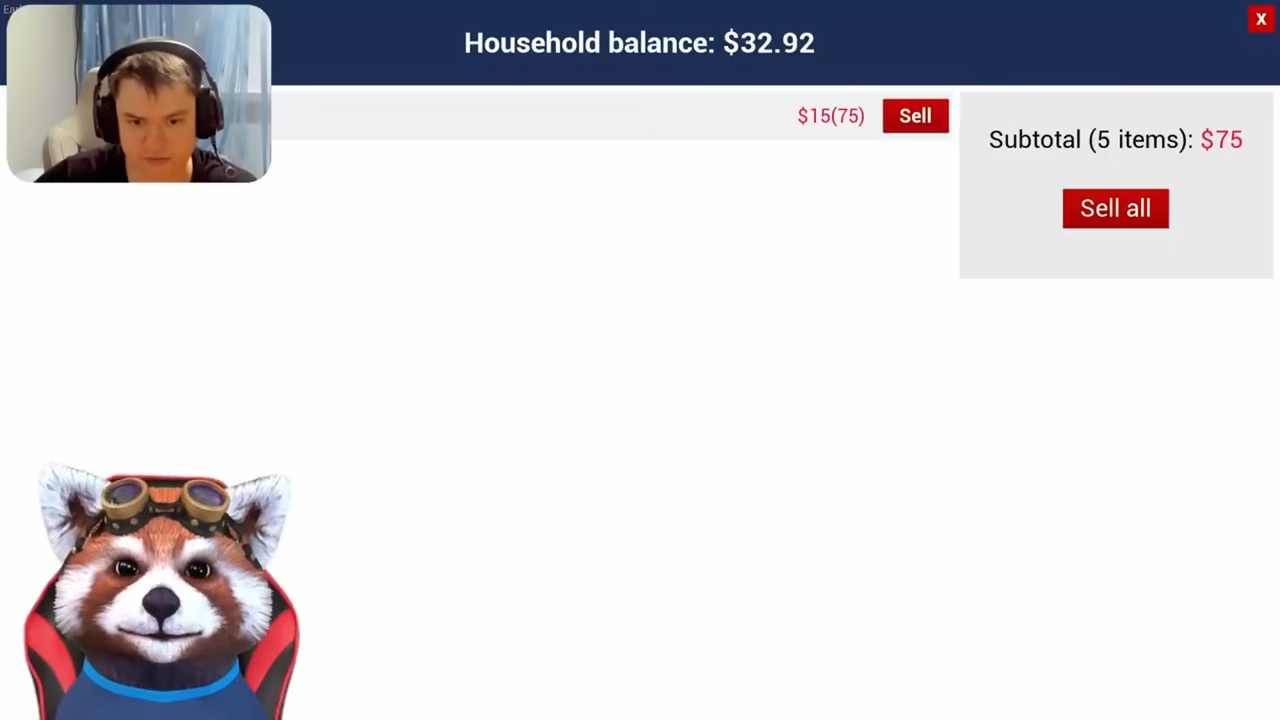 Household balance: $32.92
X
$15(75)
Sell
Subtotal (5 items): $75
Sell all